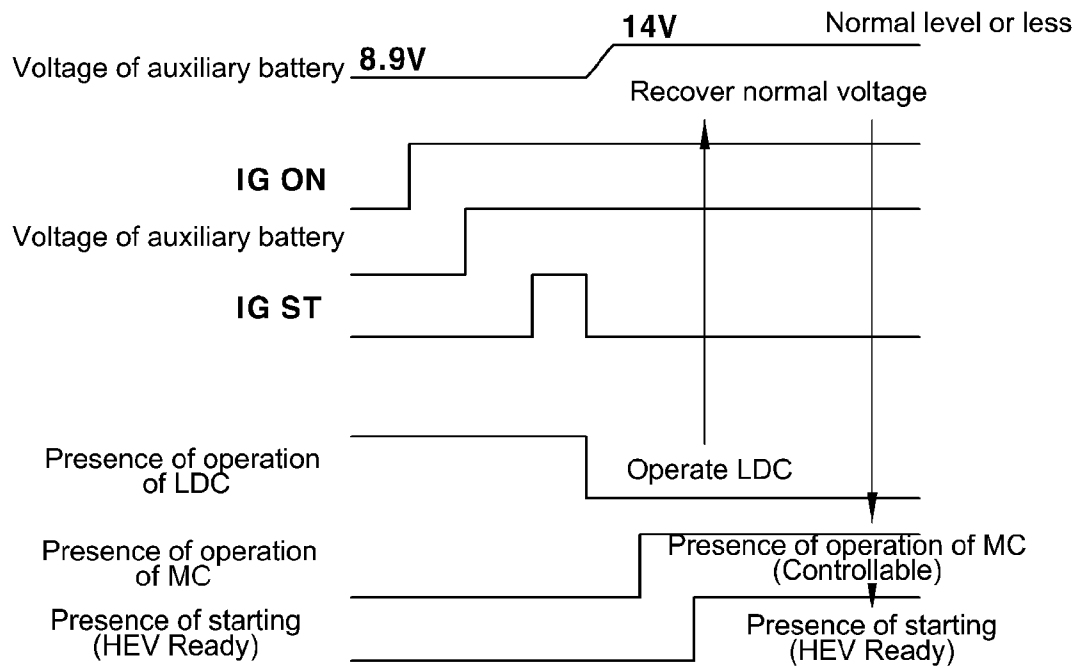 14V
Normal level or less
Voltage of auxiliary battery
8.9V
Recover normal voltage
IG ON
Voltage of auxiliary battery
IG ST
Presence of operation
of LDC
Operate LDC
Presence of operation
of MC
Presence of operation of MC
(Controllable)
Presence of starting
(HEV Ready)
Presence of starting
(HEV Ready)